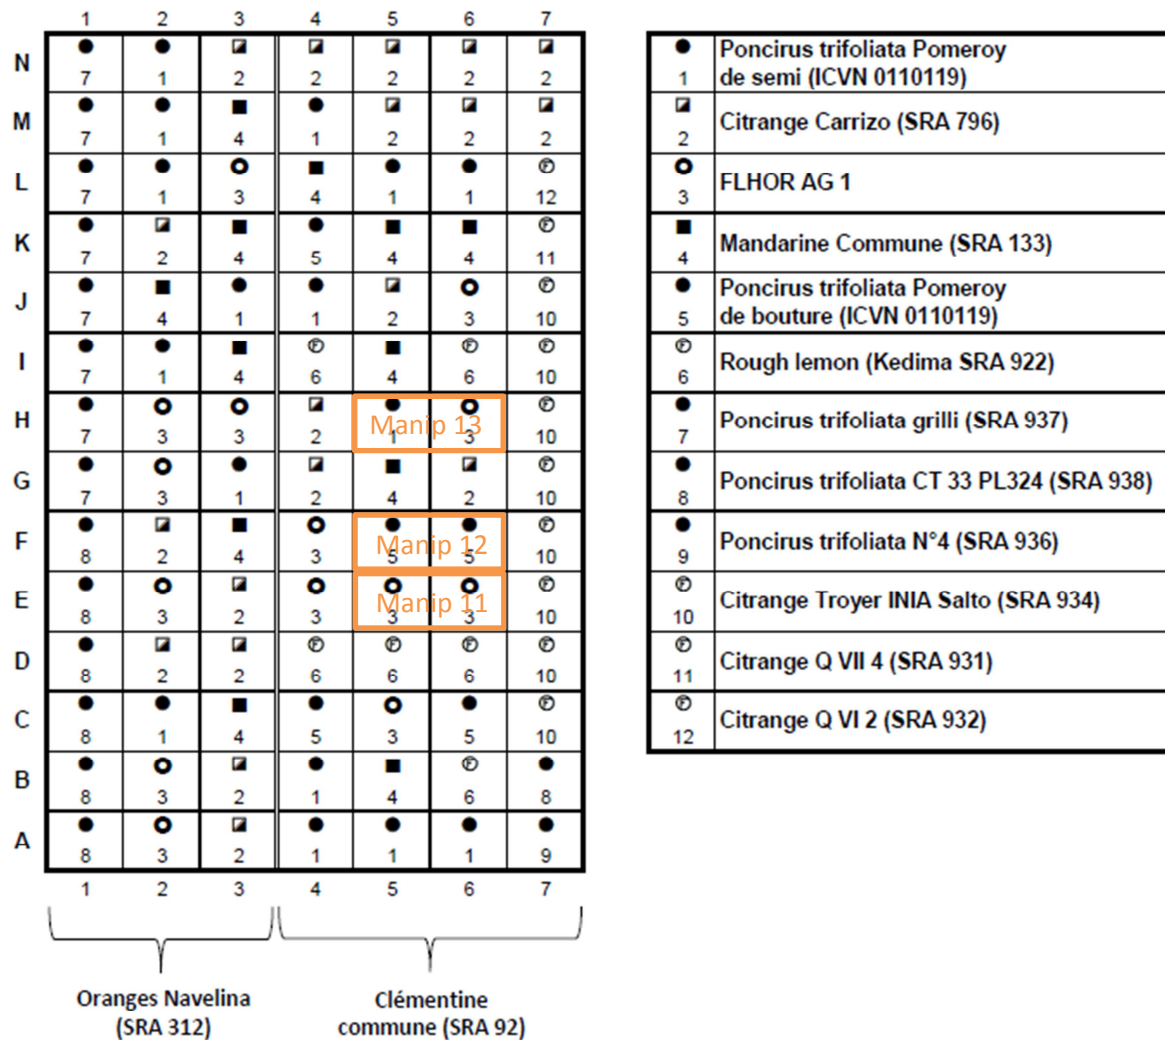 1 2 3 4 5 6 7
N 7 1 2 2 2 2 2
M 7 1 4 1 2 2 2
L 7 1 3 4 1 1 12
K 7 2 4 5 4 4 11
J 7 4 1 1 2 3 10
I 7 1 4 6 4 6 10
H 7 3 3 2 1 3 10
Manip 13
G 7 3 1 2 4 2 10
F 8 2 4 3 5 5 10
Manip 12
E 8 3 2 3 3 3 10
Manip 11
D 8 2 2 6 6 6 10
C 8 1 4 5 3 5 10
B 8 3 2 1 4 6 8
A 8 3 2 1 1 1 9
1 2 3 4 5 6 7
Oranges Navelina
(SRA 312)
Clémentine
commune (SRA 92)
1 Poncirus trifoliata Pomeroy
de semi (ICVN 0110119)
2 Citrange Carrizo (SRA 796)
3 FLHOR AG 1
4 Mandarine Commune (SRA 133)
5 Poncirus trifoliata Pomeroy
de bouture (ICVN 0110119)
6 Rough lemon (Kedima SRA 922)
7 Poncirus trifoliata grilli (SRA 937)
8 Poncirus trifoliata CT 33 PL324 (SRA 938)
9 Poncirus trifoliata N°4 (SRA 936)
10 Citrange Troyer INIA Salto (SRA 934)
11 Citrange Q VII 4 (SRA 931)
12 Citrange Q VI 2 (SRA 932)